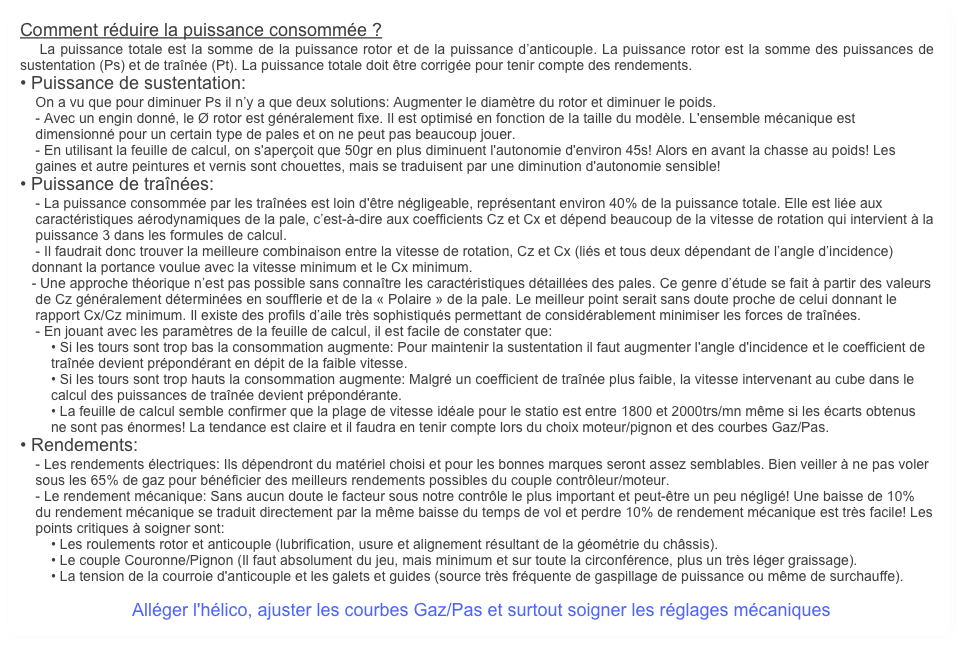 Comment réduire la puissance consommée ?
La puissance totale est la somme de la puissance rotor et de la puissance d'anticouple. La puissance rotor est la somme des puissances de
sustentation (Ps) et de traînée (Pt). La puissance totale doit être corrigée pour tenir compte des rendements.
• Puissance de sustentation:
On a vu que pour diminuer Ps il n'y a que deux solutions: Augmenter le diamètre du rotor et diminuer le poids.
- Avec un engin donné, le Ø rotor est généralement fixe. Il est optimisé en fonction de la taille du modèle. L'ensemble mécanique est
dimensionné pour un certain type de pales et on ne peut pas beaucoup jouer.
- En utilisant la feuille de calcul, on s'aperçoit que 50gr en plus diminuent l'autonomie d'environ 45s! Alors en avant la chasse au poids! Les
gaines et autre peintures et vernis sont chouettes, mais se traduisent par une diminution d'autonomie sensible!
• Puissance de traînées:
- La puissance consommée par les traînées est loin d'être négligeable, représentant environ 40% de la puissance totale. Elle est liée aux
caractéristiques aérodynamiques de la pale, c'est-à-dire aux coefficients Cz et Cx et dépend beaucoup de la vitesse de rotation qui intervient à la
puissance 3 dans les formules de calcul.
- Il faudrait donc trouver la meilleure combinaison entre la vitesse de rotation, Cz et Cx (liés et tous deux dépendant de l'angle d'incidence)
donnant la portance voulue avec la vitesse minimum et le Cx minimum.
- Une approche théorique n'est pas possible sans connaître les caractéristiques détaillées des pales. Ce genre d'étude se fait à partir des valeurs
de Cz généralement déterminées en soufflerie et de la « Polaire » de la pale. Le meilleur point serait sans doute proche de celui donnant le
rapport Cx/Cz minimum. Il existe des profils d'aile très sophistiqués permettant de considérablement minimiser les forces de traînées.
- En jouant avec les paramètres de la feuille de calcul, il est facile de constater que:
• Si les tours sont trop bas la consommation augmente: Pour maintenir la sustentation il faut augmenter l'angle d'incidence et le coefficient de
traînée devient prépondérant en dépit de la faible vitesse.
• Si les tours sont trop hauts la consommation augmente: Malgré un coefficient de traînée plus faible, la vitesse intervenant au cube dans le
calcul des puissances de traînée devient prépondérante.
• La feuille de calcul semble confirmer que la plage de vitesse idéale pour le statio est entre 1800 et 2000trs/mn même si les écarts obtenus
ne sont pas énormes! La tendance est claire et il faudra en tenir compte lors du choix moteur/pignon et des courbes Gaz/Pas.
• Rendements:
- Les rendements électriques: Ils dépendront du matériel choisi et pour les bonnes marques seront assez semblables. Bien veiller à ne pas voler
sous les 65% de gaz pour bénéficier des meilleurs rendements possibles du couple contrôleur/moteur.
- Le rendement mécanique: Sans aucun doute le facteur sous notre contrôle le plus important et peut-être un peu négligé! Une baisse de 10%
du rendement mécanique se traduit directement par la même baisse du temps de vol et perdre 10% de rendement mécanique est très facile! Les
points critiques à soigner sont:
• Les roulements rotor et anticouple (lubrification, usure et alignement résultant de la géométrie du châssis).
• Le couple Couronne/Pignon (Il faut absolument du jeu, mais minimum et sur toute la circonférence, plus un très léger graissage).
• La tension de la courroie d'anticouple et les galets et guides (source très fréquente de gaspillage de puissance ou même de surchauffe).
Alléger l'hélico, ajuster les courbes Gaz/Pas et surtout soigner les réglages mécaniques